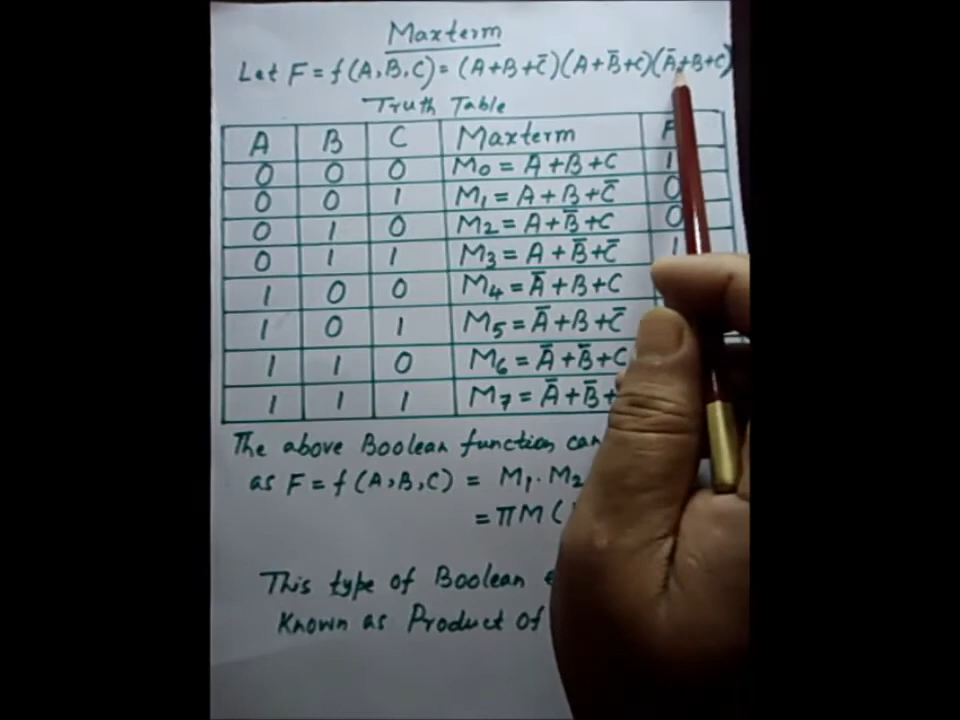 Maxterm
Let F = f(A,B,C) = (A+B+C̅)(A+B̅+C)(A̅+B+C)
Truth Table
A B C Maxterm F
0 0 0 M₀ = A+B+C 1
0 0 1 M₁ = A+B+C̅ 0
0 1 0 M₂ = A+B̅+C 0
0 1 1 M₃ = A+B̅+C̅ 1
1 0 0 M₄ = A̅+B+C
1 0 1 M₅ = A̅+B+C̅
1 1 0 M₆ = A̅+B̅+C
1 1 1 M₇ = A̅+B̅+
The above Boolean function can
as F = f(A,B,C) = M₁.M₂
= πM(
This type of Boolean
Known as Product of